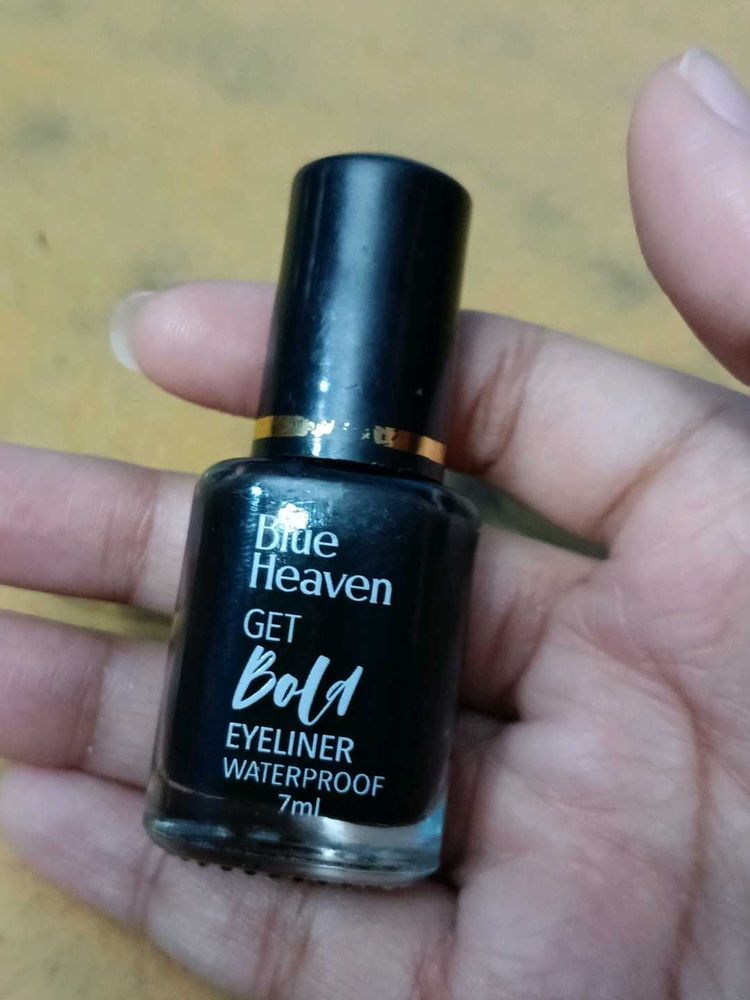 Blue
Heaven
GET
Bold
EYELINER
WATERPROOF
7ml